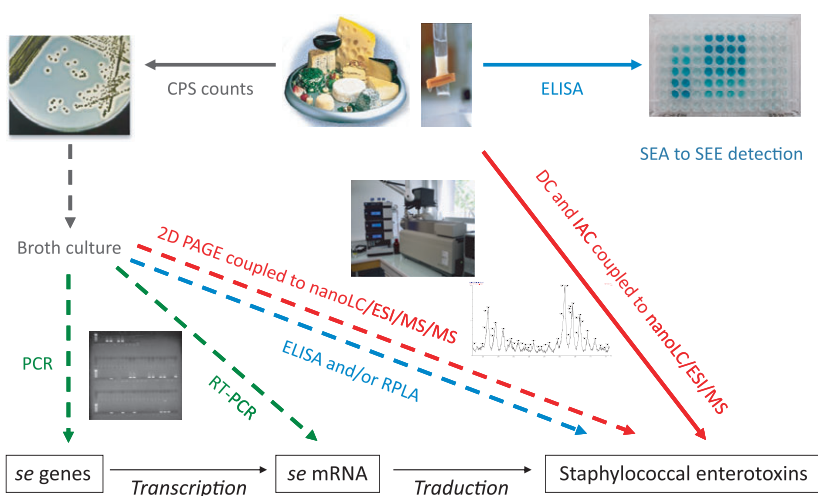 CPS counts
ELISA
SEA to SEE detection
DC and IAC coupled to nanoLC/ESI/MS
Broth culture
2D PAGE coupled to nanoLC/ESI/MS/MS
ELISA and/or RPLA
PCR
RT-PCR
se genes
Transcription
se mRNA
Traduction
Staphylococcal enterotoxins